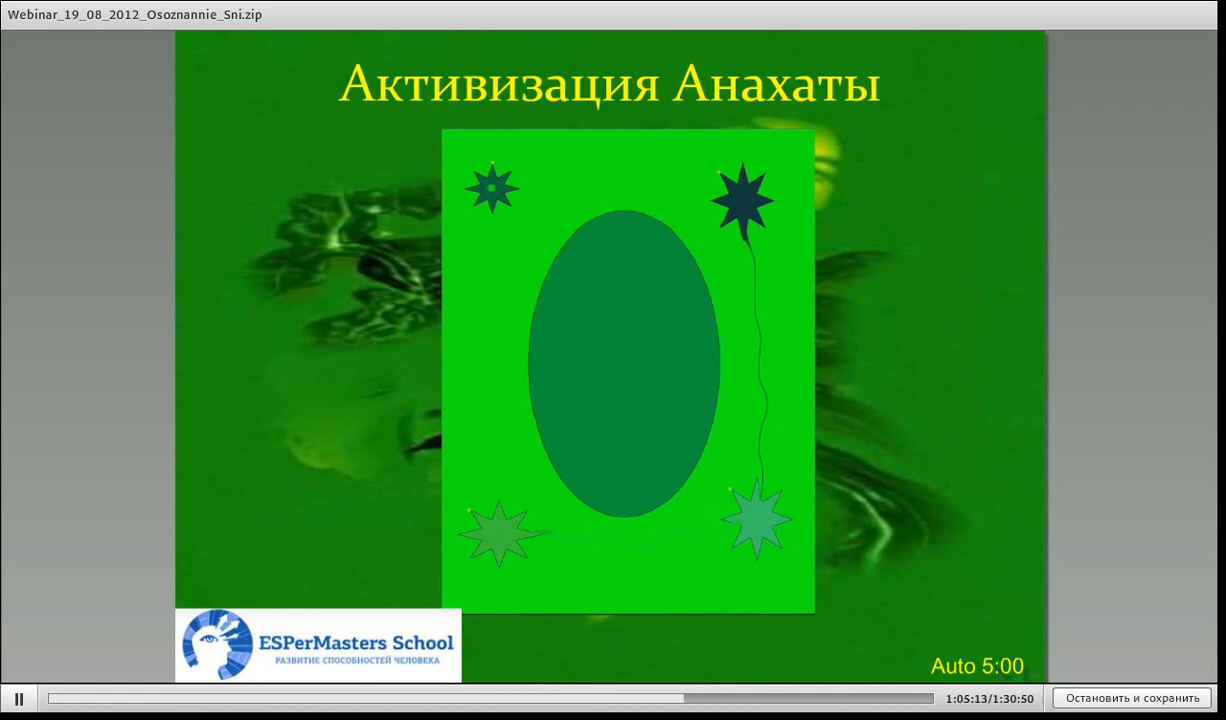 Webinar_19_08_2012_Osoznannie_Sni.zip
Активизация Анахаты
ESPerMasters School
РАЗВИТИЕ СПОСОБНОСТЕЙ ЧЕЛОВЕКА
Auto 5:00
1:05:13/1:30:50
Остановить и сохранить